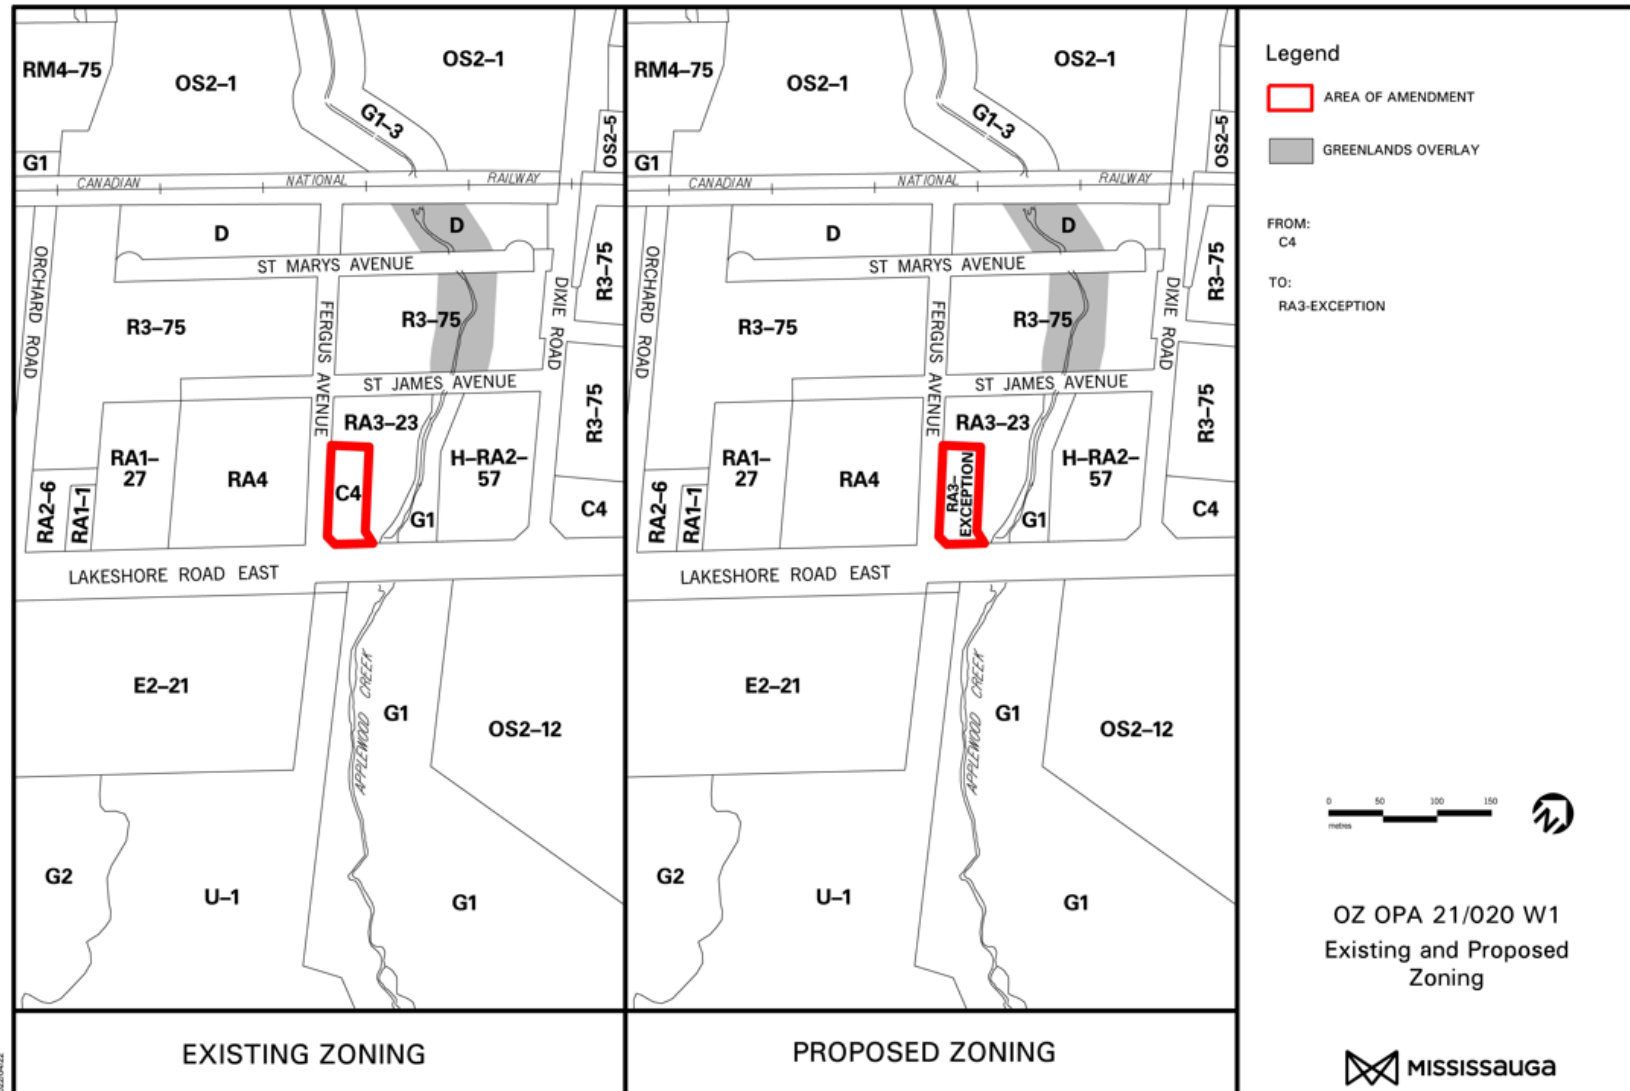 RM4–75
OS2–1
OS2–1
G1–3
OS2–5
G1
CANADIAN
NATIONAL
RAILWAY
D
D
ST MARYS AVENUE
ORCHARD ROAD
FERGUS AVENUE
DIXIE ROAD
R3–75
R3–75
R3–75
ST JAMES AVENUE
R3–75
RA3–23
RA1–
27
RA4
H–RA2–
57
RA2–6
RA1–1
C4
G1
C4
LAKESHORE ROAD EAST
E2–21
APPLEWOOD CREEK
G1
OS2–12
G2
U–1
G1
EXISTING ZONING
RM4–75
OS2–1
OS2–1
G1–3
OS2–5
G1
CANADIAN
NATIONAL
RAILWAY
D
D
ST MARYS AVENUE
ORCHARD ROAD
FERGUS AVENUE
DIXIE ROAD
R3–75
R3–75
R3–75
ST JAMES AVENUE
R3–75
RA3–23
RA1–
27
RA4
H–RA2–
57
RA2–6
RA1–1
RA3–
EXCEPTION
G1
C4
LAKESHORE ROAD EAST
E2–21
APPLEWOOD CREEK
G1
OS2–12
G2
U–1
G1
PROPOSED ZONING
Legend
AREA OF AMENDMENT
GREENLANDS OVERLAY
FROM:
C4
TO:
RA3-EXCEPTION
0 50 100 150
metres
N
OZ OPA 21/020 W1
Existing and Proposed
Zoning
MISSISSAUGA